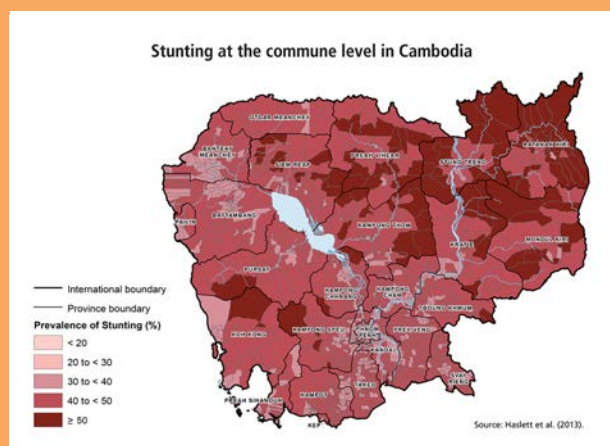 Stunting at the commune level in Cambodia
OTDAR MEANCHEY
BANTEAY
MEANCHEY
SIEM REAP
PREAH VIHEAR
STUNG TRENG
RATANAK KIRI
PAILIN
BATTAMBANG
KAMPONG THOM
KRATIE
MONDUL KIRI
PURSAT
KAMPONG
CHHNANG
KAMPONG
CHAM
TBOUNG KHMUM
KOH KONG
KAMPONG SPEU
PHNOM
PENH
PREY VENG
KANDAL
SVAY
RIENG
TAKEO
KAMPOT
PREAH SIHANOUK
KEP
International boundary
Province boundary
Prevalence of Stunting (%)
< 20
20 to < 30
30 to < 40
40 to < 50
≥ 50
Source: Haslett et al. (2013).